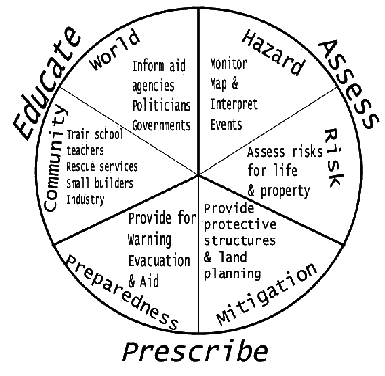 Educate
Assess
Prescribe
World
Inform aid
agencies
Politicians
Governments
Hazard
Monitor
Map &
Interpret
Events
Risk
Assess risks
for life
& property
Mitigation
Provide
protective
structures
& land
planning
Preparedness
Provide for
Warning
Evacuation
& Aid
Community
Train school
teachers
Rescue services
Small builders
Industry